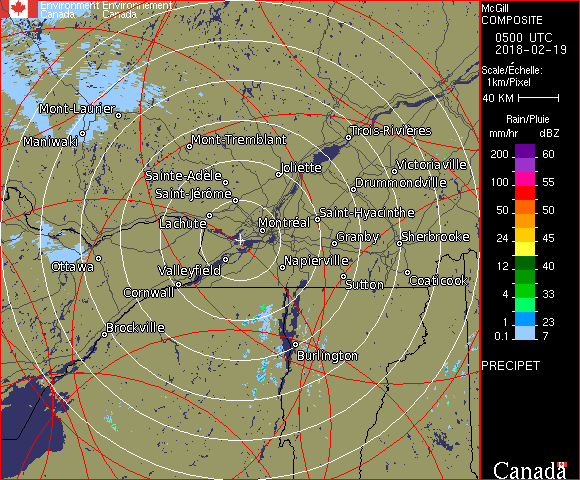 Environment Environnement
Canada Canada
McGill
COMPOSITE
0500 UTC
2018-02-19
Scale/Échelle:
1km/Pixel
40 KM
Rain/Pluie
mm/hr dBZ
200 60
100 55
50 50
24 45
12 40
4 33
1 23
0.1 7
PRECIPET
Canada
Mont-Laurier
Maniwaki
Mont-Tremblant
Trois-Rivières
Sainte-Adèle
Joliette
Victoriaville
Saint-Jérôme
Drummondville
Lachute
Montréal
Saint-Hyacinthe
Granby
Sherbrooke
Ottawa
Valleyfield
Napierville
Cornwall
Sutton
Coaticook
Brockville
Burlington